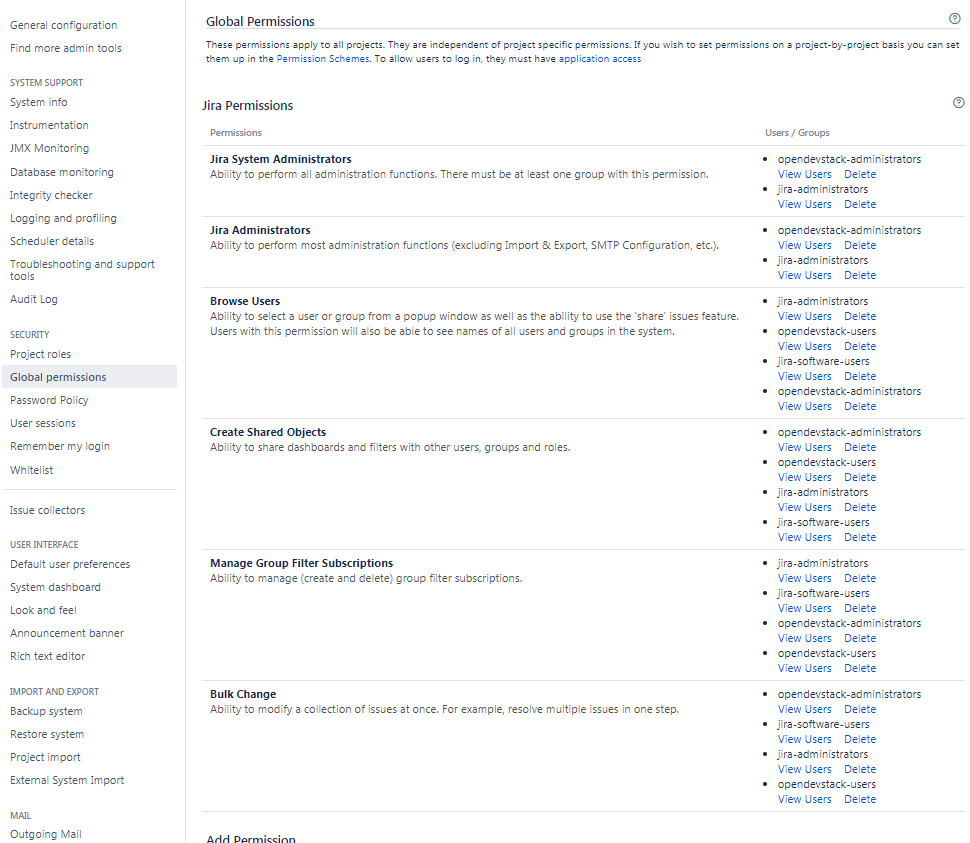 General configuration
Find more admin tools
SYSTEM SUPPORT
System info
Instrumentation
JMX Monitoring
Database monitoring
Integrity checker
Logging and profiling
Scheduler details
Troubleshooting and support
tools
Audit Log
SECURITY
Project roles
Global permissions
Password Policy
User sessions
Remember my login
Whitelist
Issue collectors
USER INTERFACE
Default user preferences
System dashboard
Look and feel
Announcement banner
Rich text editor
IMPORT AND EXPORT
Backup system
Restore system
Project import
External System Import
MAIL
Outgoing Mail
Global Permissions
These permissions apply to all projects. They are independent of project specific permissions. If you wish to set permissions on a project-by-project basis you can set
them up in the Permission Schemes. To allow users to log in, they must have application access
Jira Permissions
Permissions Users / Groups
Jira System Administrators
Ability to perform all administration functions. There must be at least one group with this permission.
• opendevstack-administrators
View Users Delete
• jira-administrators
View Users Delete
Jira Administrators
Ability to perform most administration functions (excluding Import & Export, SMTP Configuration, etc.).
• opendevstack-administrators
View Users Delete
• jira-administrators
View Users Delete
Browse Users
Ability to select a user or group from a popup window as well as the ability to use the 'share' issues feature.
Users with this permission will also be able to see names of all users and groups in the system.
• jira-administrators
View Users Delete
• opendevstack-users
View Users Delete
• jira-software-users
View Users Delete
• opendevstack-administrators
View Users Delete
Create Shared Objects
Ability to share dashboards and filters with other users, groups and roles.
• opendevstack-administrators
View Users Delete
• opendevstack-users
View Users Delete
• jira-administrators
View Users Delete
• jira-software-users
View Users Delete
Manage Group Filter Subscriptions
Ability to manage (create and delete) group filter subscriptions.
• jira-administrators
View Users Delete
• jira-software-users
View Users Delete
• opendevstack-administrators
View Users Delete
• opendevstack-users
View Users Delete
Bulk Change
Ability to modify a collection of issues at once. For example, resolve multiple issues in one step.
• opendevstack-administrators
View Users Delete
• jira-software-users
View Users Delete
• jira-administrators
View Users Delete
• opendevstack-users
View Users Delete
Add Permission